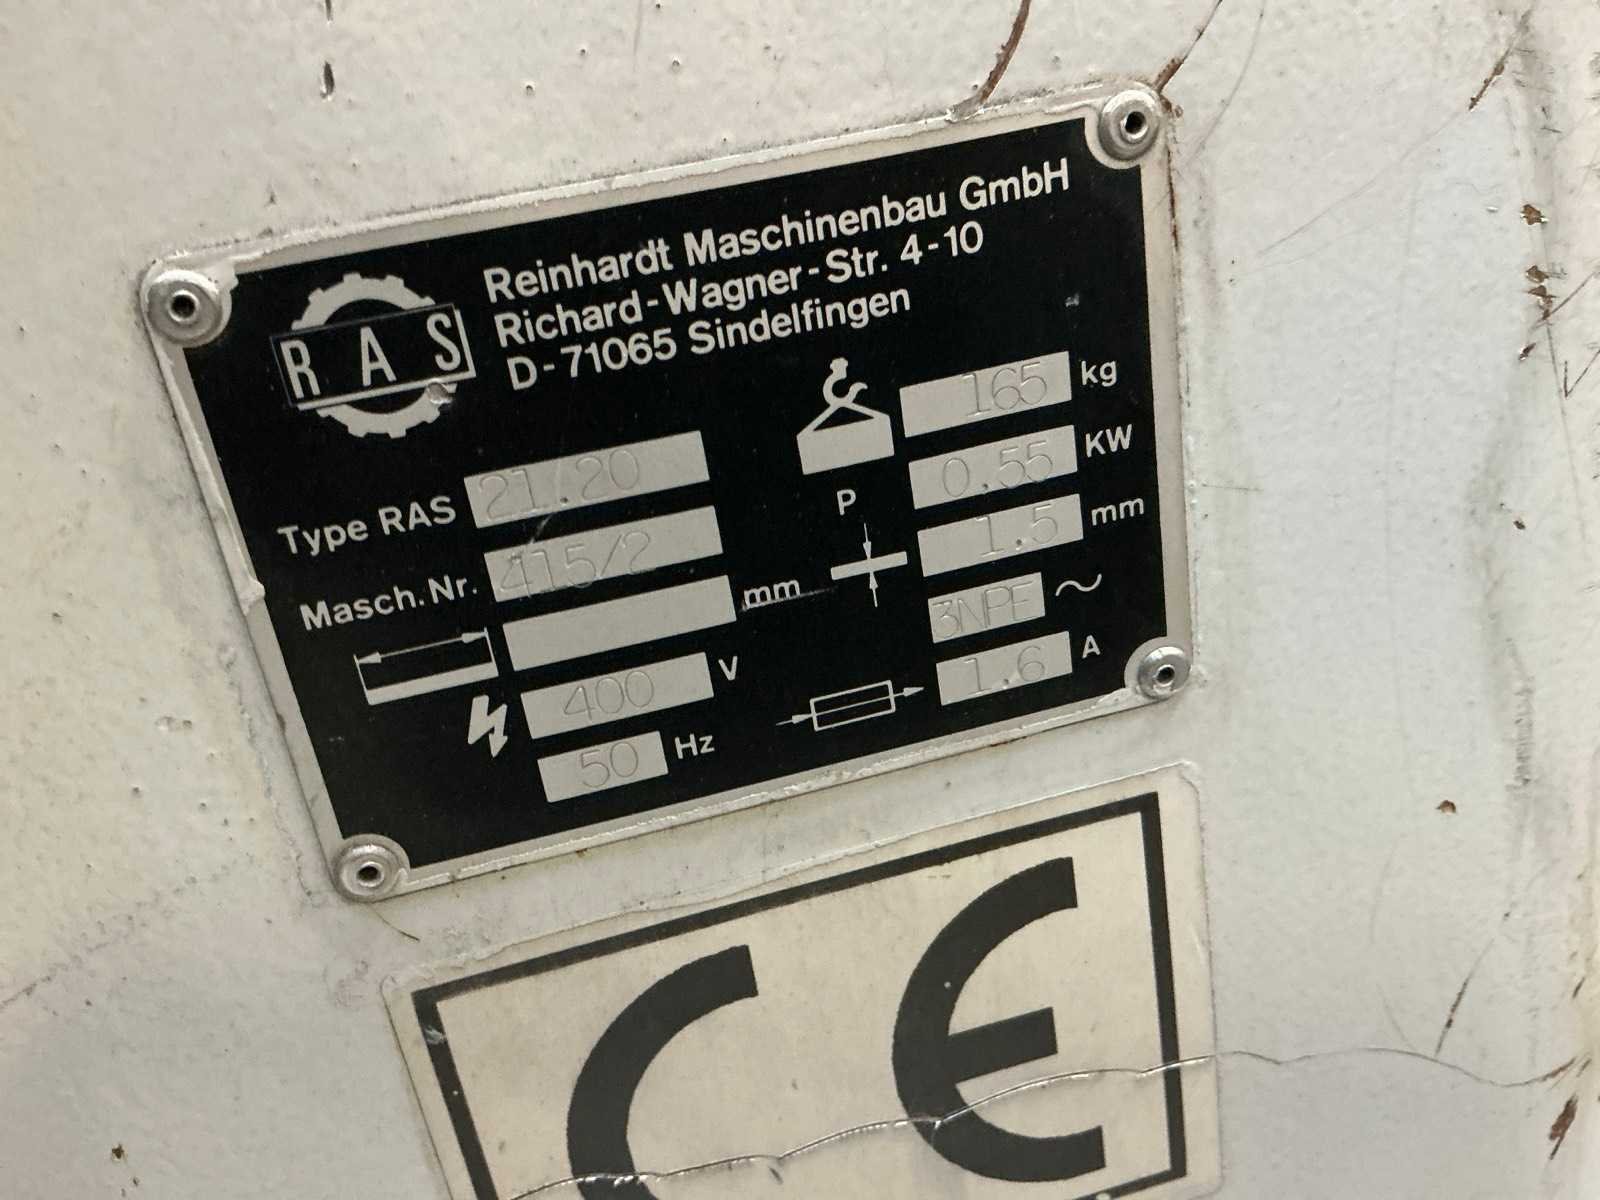 RAS
Reinhardt Maschinenbau GmbH
Richard-Wagner-Str. 4-10
D-71065 Sindelfingen
Type RAS 21.20
Masch.Nr. 415/2
mm
400 V
50 Hz
165 kg
P 0.55 KW
1.5 mm
3NPE ~
1.6 A
CE